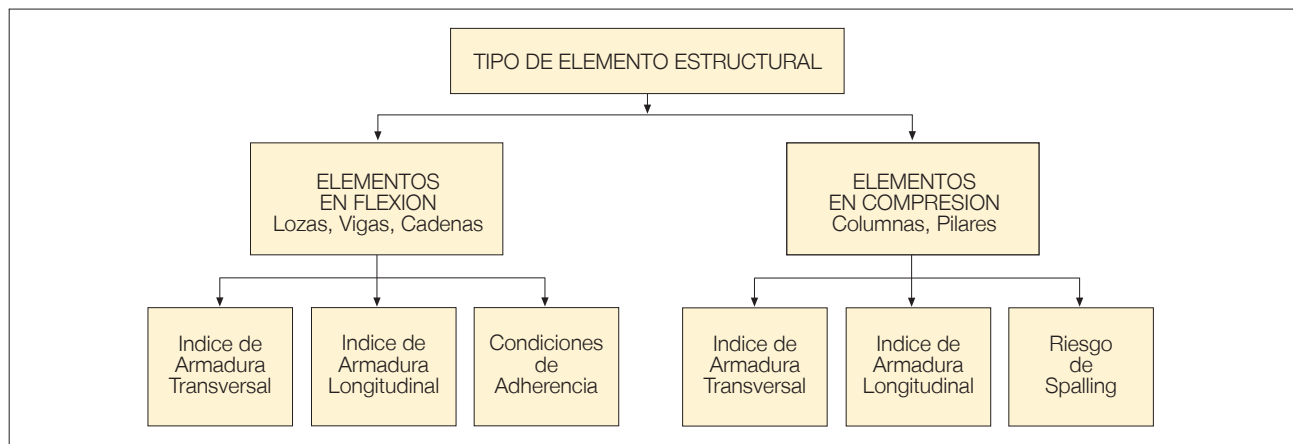 TIPO DE ELEMENTO ESTRUCTURAL
ELEMENTOS
EN FLEXION
Lozas, Vigas, Cadenas
ELEMENTOS
EN COMPRESION
Columnas, Pilares
Indice de
Armadura
Transversal
Indice de
Armadura
Longitudinal
Condiciones
de
Adherencia
Indice de
Armadura
Transversal
Indice de
Armadura
Longitudinal
Riesgo
de
Spalling